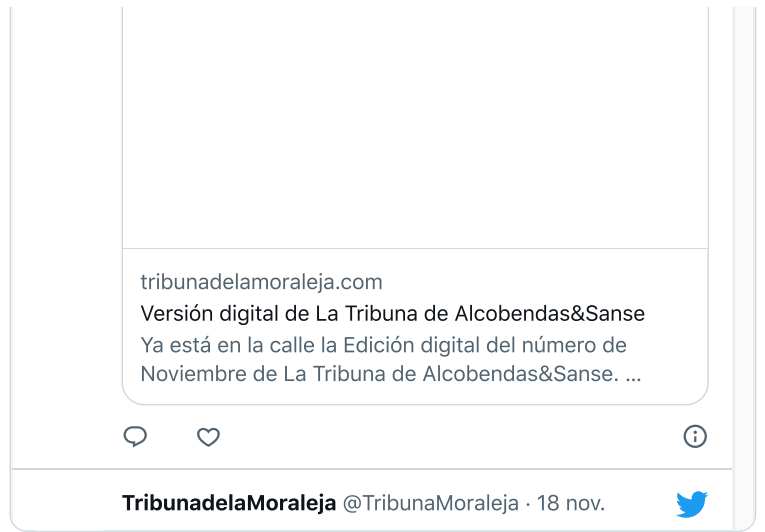 tribunadelamoraleja.com
Versión digital de La Tribuna de Alcobendas&Sanse
Ya está en la calle la Edición digital del número de
Noviembre de La Tribuna de Alcobendas&Sanse. ...
TribunadelaMoraleja @TribunaMoraleja · 18 nov.